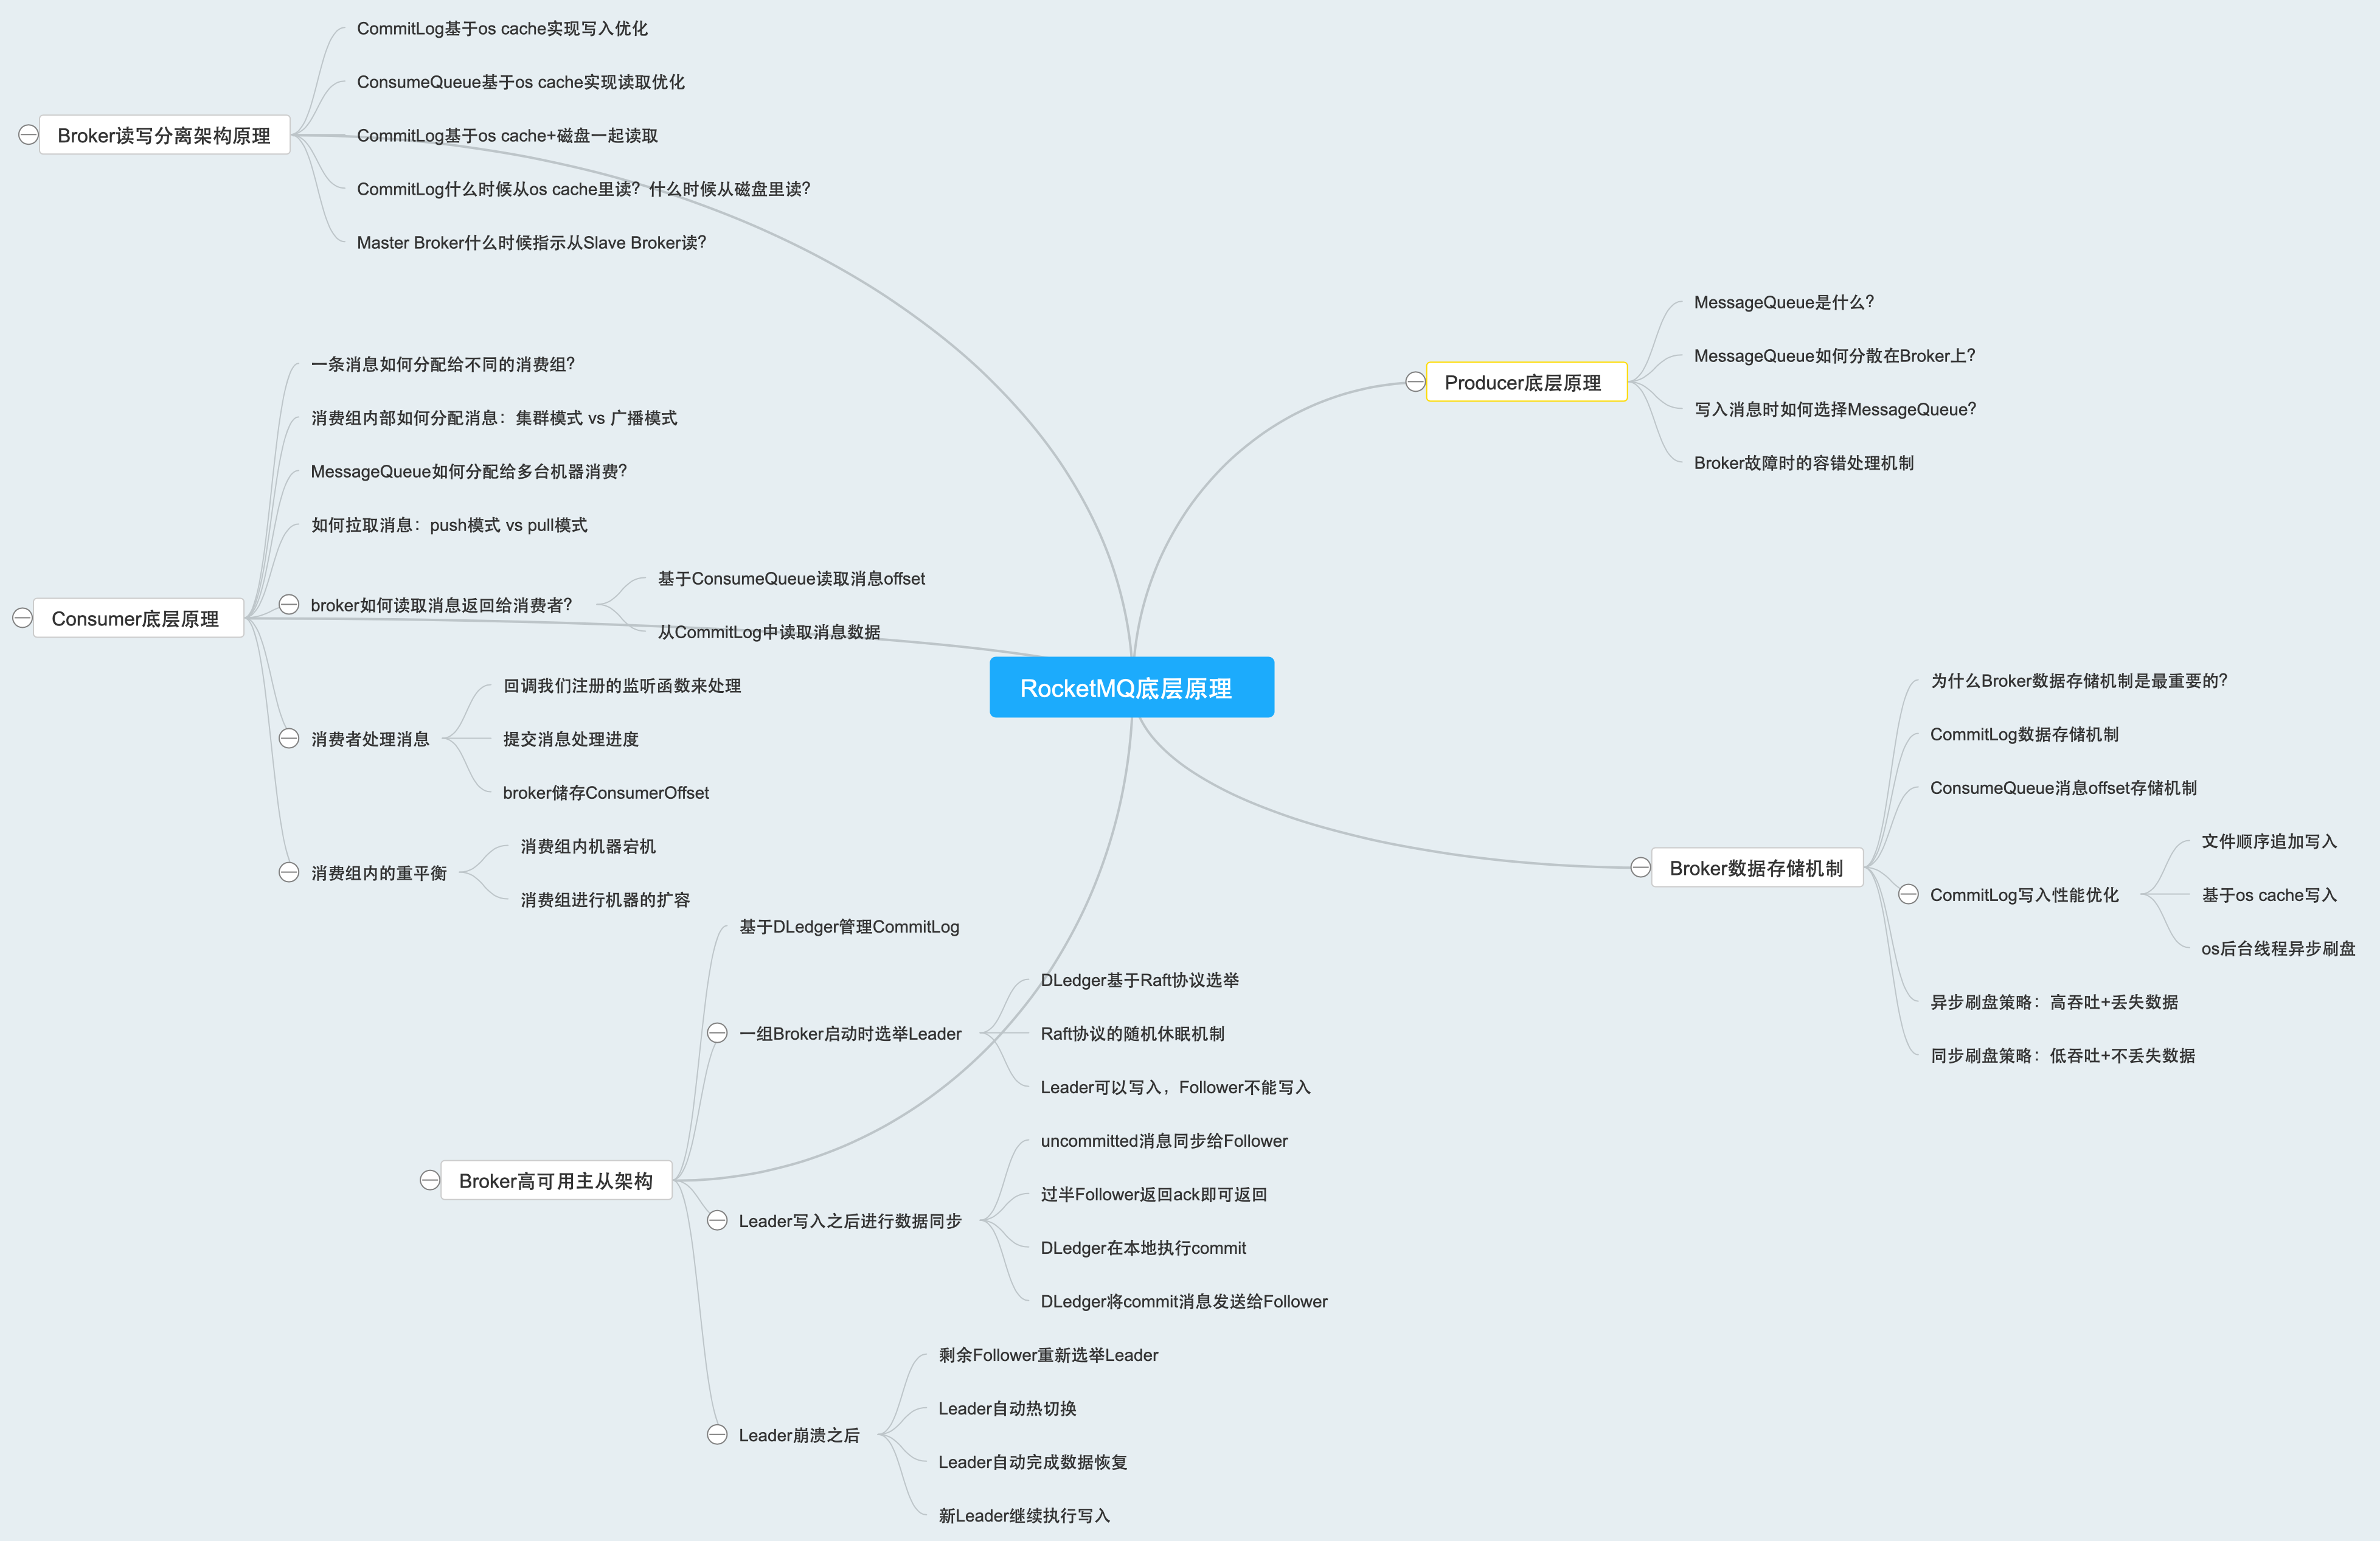 RocketMQ底层原理
Producer底层原理
MessageQueue是什么？
MessageQueue如何分散在Broker上？
写入消息时如何选择MessageQueue？
Broker故障时的容错处理机制
Broker数据存储机制
为什么Broker数据存储机制是最重要的？
CommitLog数据存储机制
ConsumeQueue消息offset存储机制
CommitLog写入性能优化
文件顺序追加写入
基于os cache写入
os后台线程异步刷盘
异步刷盘策略：高吞吐+丢失数据
同步刷盘策略：低吞吐+不丢失数据
Broker高可用主从架构
基于DLedger管理CommitLog
一组Broker启动时选举Leader
DLedger基于Raft协议选举
Raft协议的随机休眠机制
Leader可以写入，Follower不能写入
Leader写入之后进行数据同步
uncommitted消息同步给Follower
过半Follower返回ack即可返回
DLedger在本地执行commit
DLedger将commit消息发送给Follower
Leader崩溃之后
剩余Follower重新选举Leader
Leader自动热切换
Leader自动完成数据恢复
新Leader继续执行写入
Consumer底层原理
一条消息如何分配给不同的消费组？
消费组内部如何分配消息：集群模式 vs 广播模式
MessageQueue如何分配给多台机器消费？
如何拉取消息：push模式 vs pull模式
broker如何读取消息返回给消费者？
基于ConsumeQueue读取消息offset
从CommitLog中读取消息数据
消费者处理消息
回调我们注册的监听函数来处理
提交消息处理进度
broker储存ConsumerOffset
消费组内的重平衡
消费组内机器宕机
消费组进行机器的扩容
Broker读写分离架构原理
CommitLog基于os cache实现写入优化
ConsumeQueue基于os cache实现读取优化
CommitLog基于os cache+磁盘一起读取
CommitLog什么时候从os cache里读？什么时候从磁盘里读？
Master Broker什么时候指示从Slave Broker读？